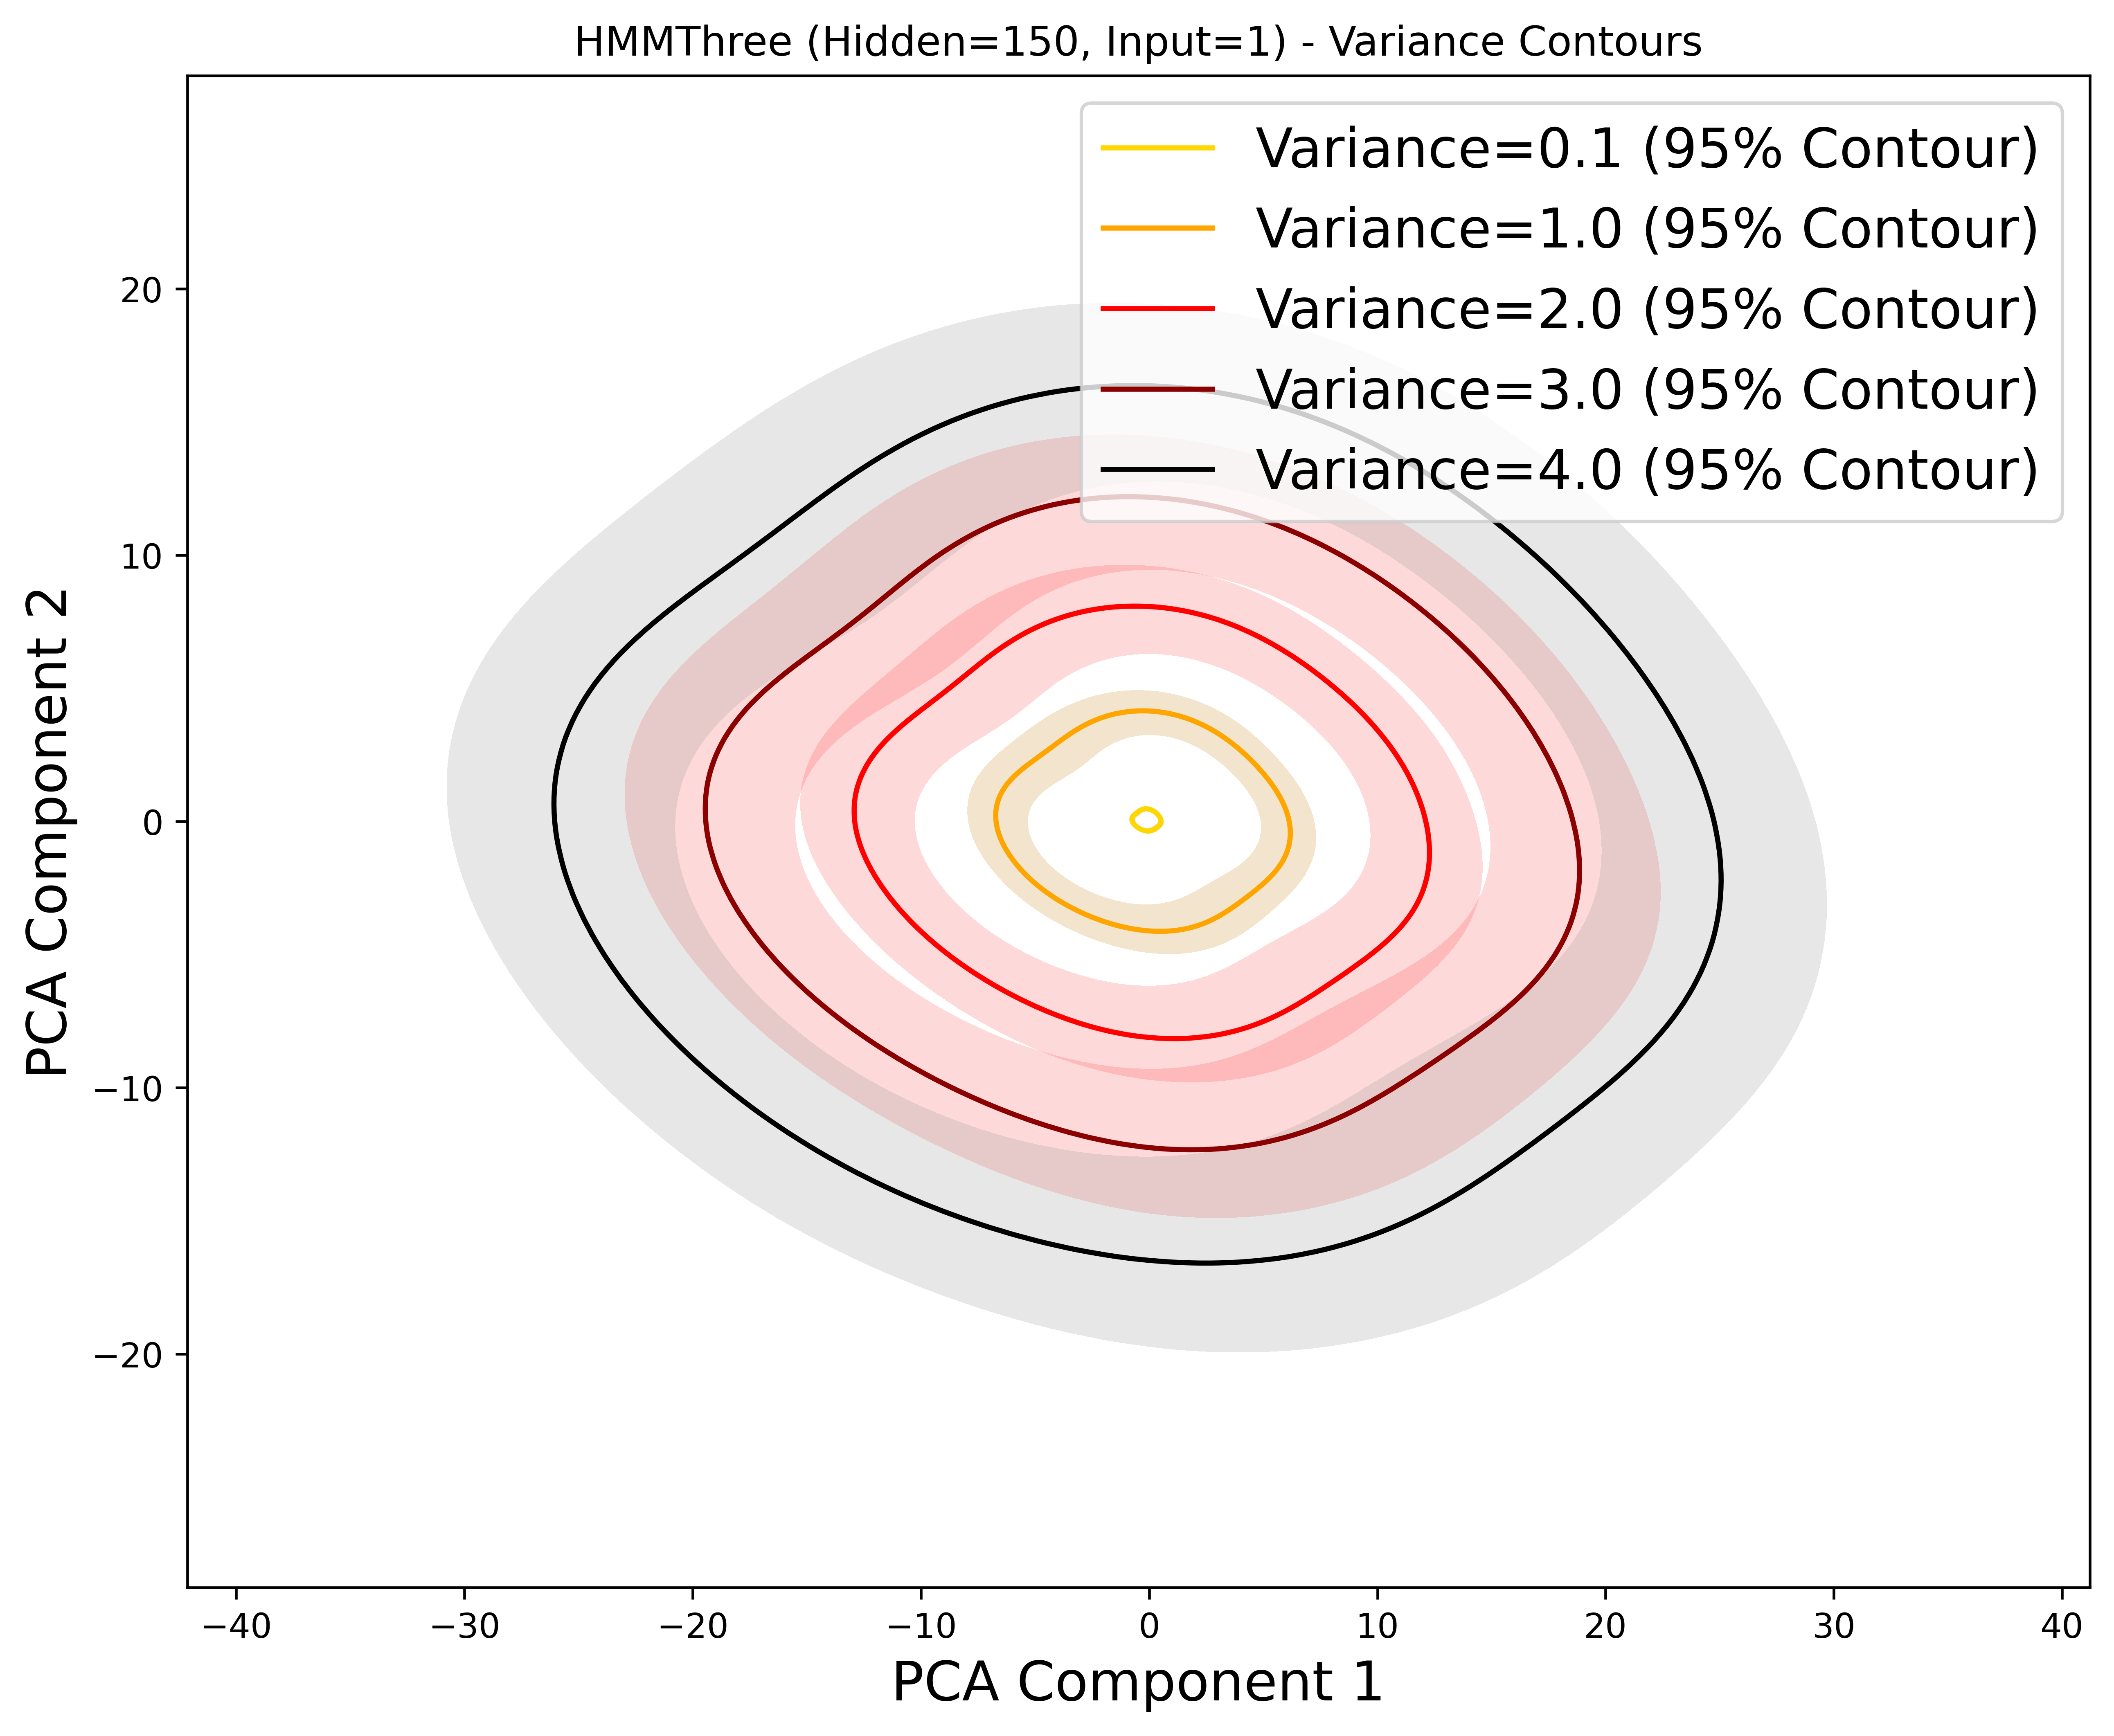 HMMThree (Hidden=150, Input=1) - Variance Contours
Variance=0.1 (95% Contour)
Variance=1.0 (95% Contour)
Variance=2.0 (95% Contour)
Variance=3.0 (95% Contour)
Variance=4.0 (95% Contour)
PCA Component 2
20
10
0
−10
−20
−40
−30
−20
−10
0
10
20
30
40
PCA Component 1